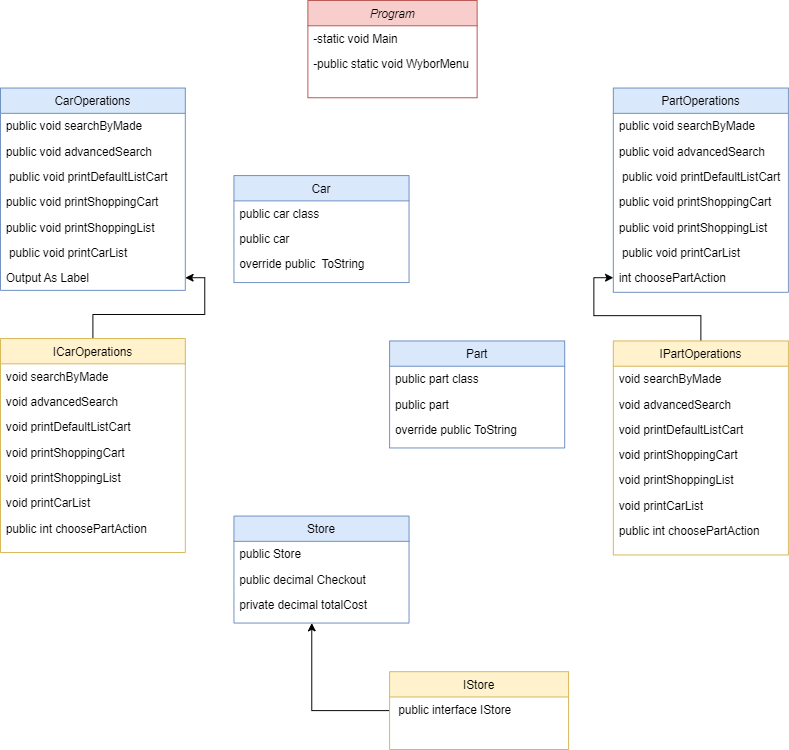 Program
-static void Main
-public static void WyborMenu
CarOperations
public void searchByMade
public void advancedSearch
public void printDefaultListCart
public void printShoppingCart
public void printShoppingList
public void printCarList
Output As Label
PartOperations
public void searchByMade
public void advancedSearch
public void printDefaultListCart
public void printShoppingCart
public void printShoppingList
public void printCarList
int choosePartAction
Car
public car class
public car
override public  ToString
ICarOperations
void searchByMade
void advancedSearch
void printDefaultListCart
void printShoppingCart
void printShoppingList
void printCarList
public int choosePartAction
Part
public part class
public part
override public ToString
IPartOperations
void searchByMade
void advancedSearch
void printDefaultListCart
void printShoppingCart
void printShoppingList
void printCarList
public int choosePartAction
Store
public Store
public decimal Checkout
private decimal totalCost
IStore
public interface IStore